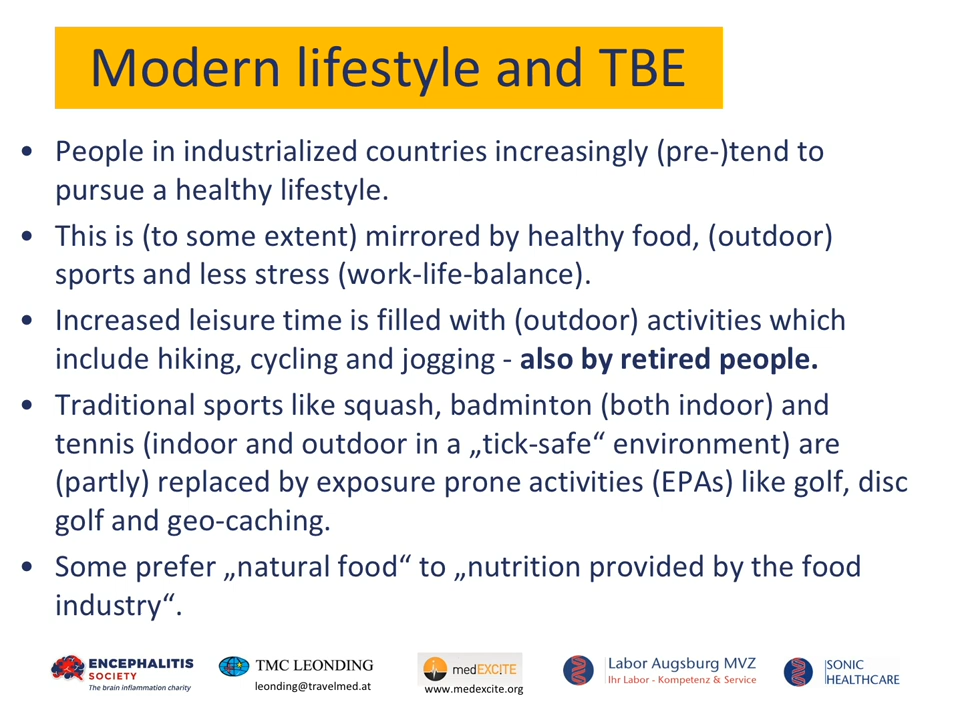 Modern lifestyle and TBE
• People in industrialized countries increasingly (pre-)tend to
pursue a healthy lifestyle.
• This is (to some extent) mirrored by healthy food, (outdoor)
sports and less stress (work-life-balance).
• Increased leisure time is filled with (outdoor) activities which
include hiking, cycling and jogging - also by retired people.
• Traditional sports like squash, badminton (both indoor) and
tennis (indoor and outdoor in a „tick-safe“ environment) are
(partly) replaced by exposure prone activities (EPAs) like golf, disc
golf and geo-caching.
• Some prefer „natural food“ to „nutrition provided by the food
industry“.
ENCEPHALITIS
SOCIETY
The brain inflammation charity
TMC LEONDING
leonding@travelmed.at
medEXCITE
www.medexcite.org
Labor Augsburg MVZ
Ihr Labor - Kompetenz & Service
SONIC
HEALTHCARE